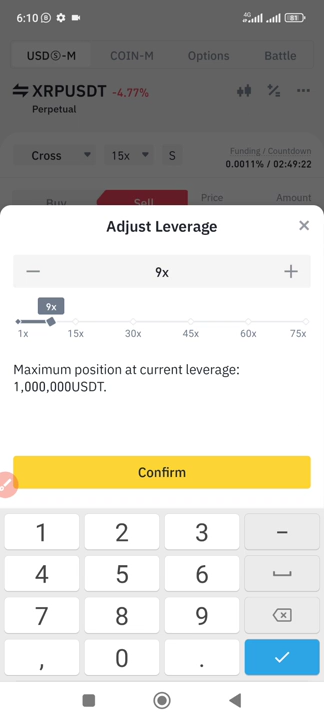 6:10
4G
81
USDⓈ-M COIN-M Options Battle
XRPUSDT -4.77%
Perpetual
Funding / Countdown
Cross 15x S 0.0011% / 02:49:22
Buy Sell Price Amount
Adjust Leverage
9x
9x
1x 15x 30x 45x 60x 75x
Maximum position at current leverage:
1,000,000USDT.
Confirm
1 2 3 −
4 5 6
7 8 9
, 0 .